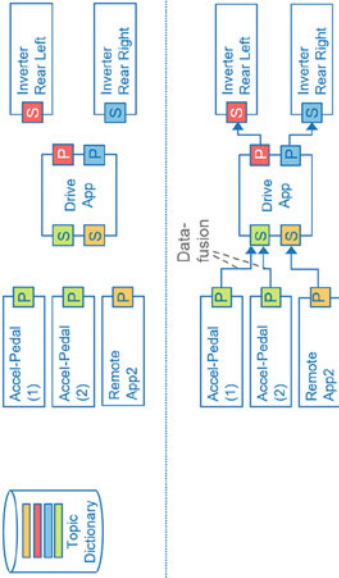 Topic
Dictionary
Accel-Pedal
(1)
P
Accel-Pedal
(2)
P
Remote
App2
P
S
S
Drive
App
P
P
S
Inverter
Rear Left
S
Inverter
Rear Right
Accel-Pedal
(1)
P
Accel-Pedal
(2)
P
Remote
App2
P
Data-
fusion
S
S
Drive
App
P
P
S
Inverter
Rear Left
S
Inverter
Rear Right